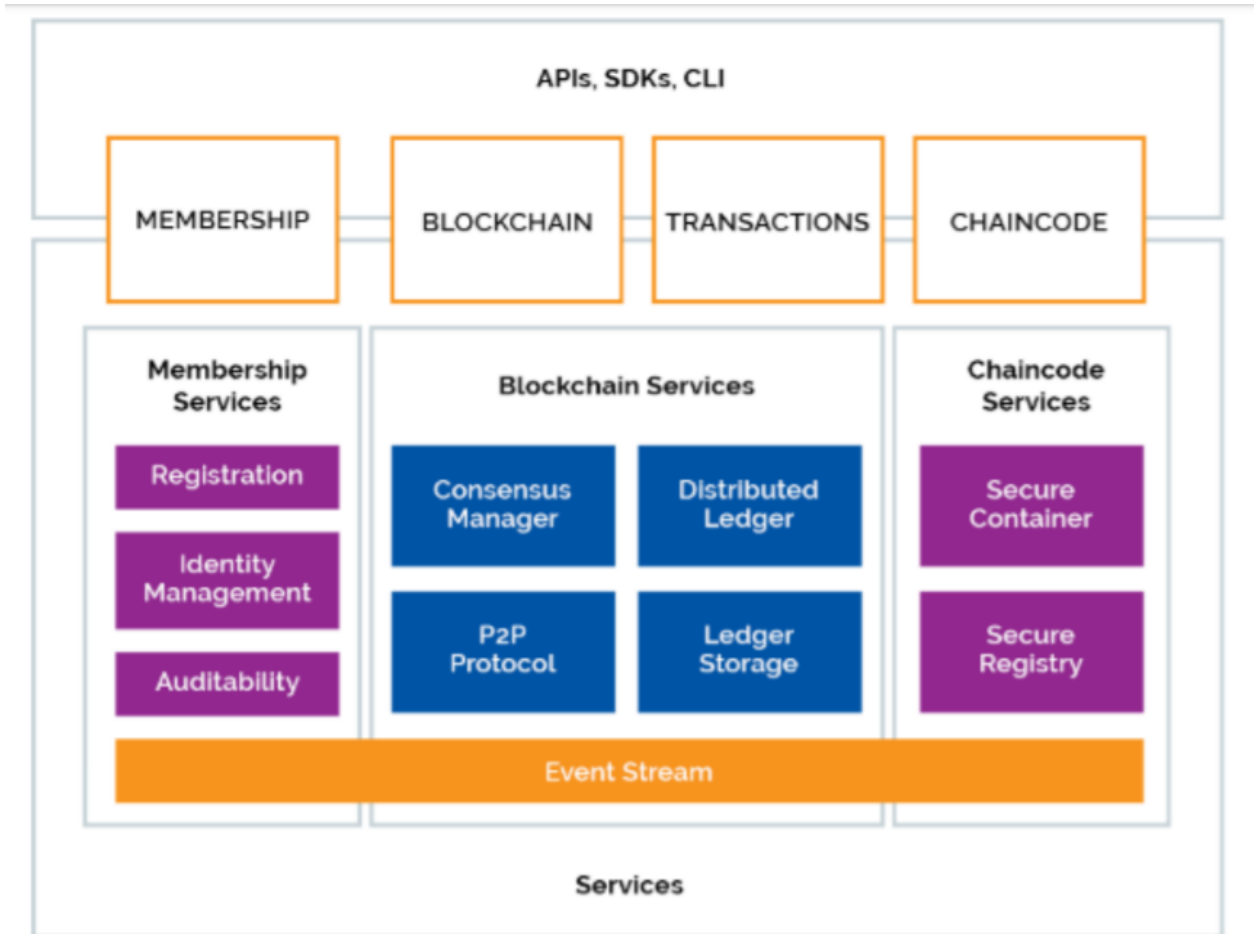 APIs, SDKs, CLI
MEMBERSHIP
BLOCKCHAIN
TRANSACTIONS
CHAINCODE
Membership
Services
Registration
Identity
Management
Auditability
Blockchain Services
Consensus
Manager
Distributed
Ledger
P2P
Protocol
Ledger
Storage
Chaincode
Services
Secure
Container
Secure
Registry
Event Stream
Services